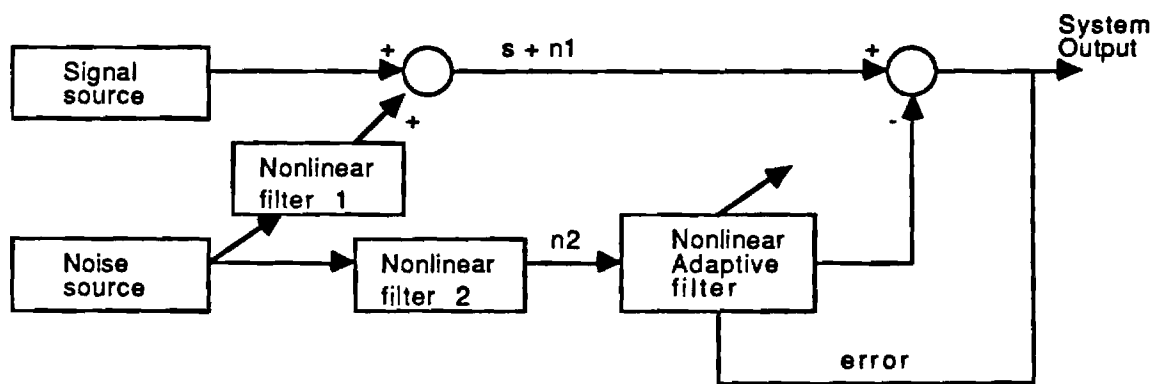 System
Output
+
s + n1
+
Signal
source
+
-
Nonlinear
filter 1
n2
Noise
source
Nonlinear
filter 2
Nonlinear
Adaptive
filter
error